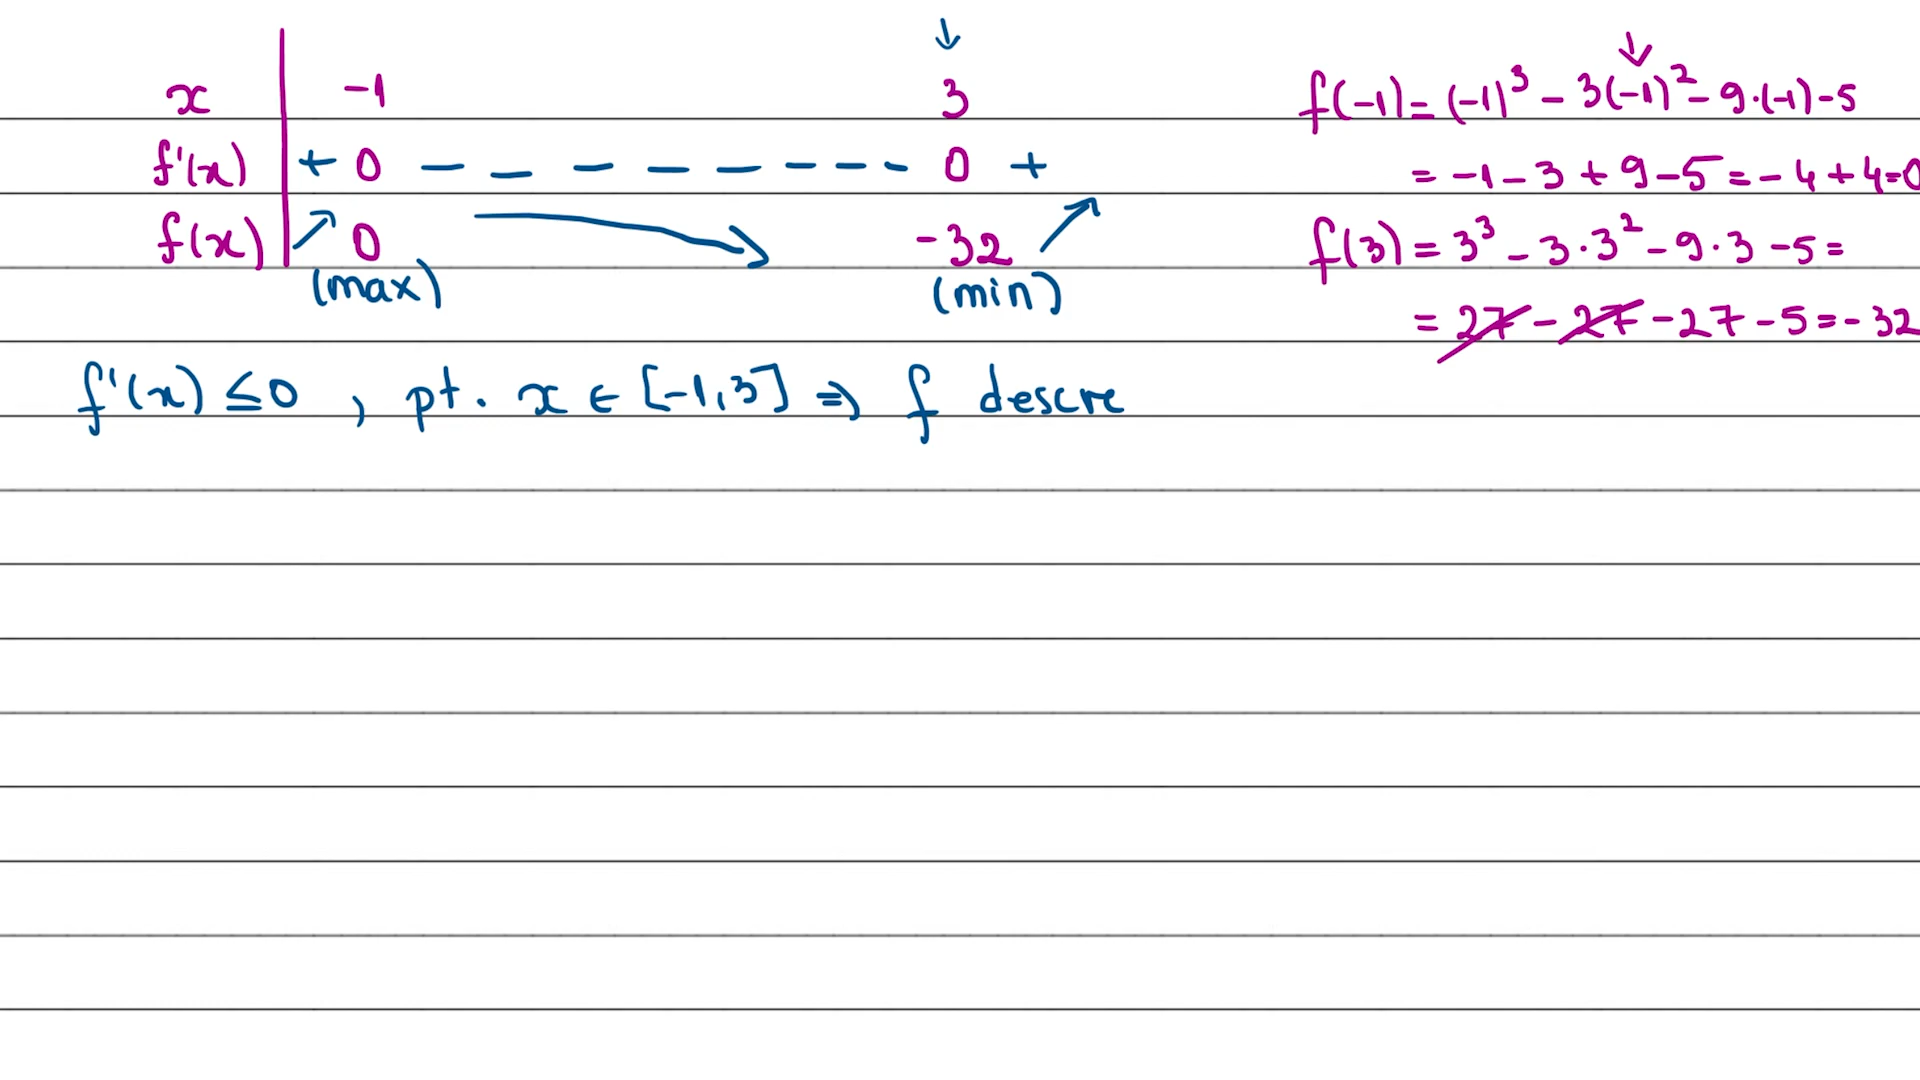 ↓
x | -1 3
f'(x) | + 0 — — — — — — — — 0 +
f(x) | ↗ 0 ↘ -32 ↗
(max) (min)
f'(x) ≤ 0 , pt. x ∈ [-1,3] ⇒ f descre
↓
f(-1) = (-1)³ - 3(-1)² - 9·(-1) - 5
= -1 - 3 + 9 - 5 = -4 + 4 = 0
f(3) = 3³ - 3·3² - 9·3 - 5 =
= 27 - 27 - 27 - 5 = -32